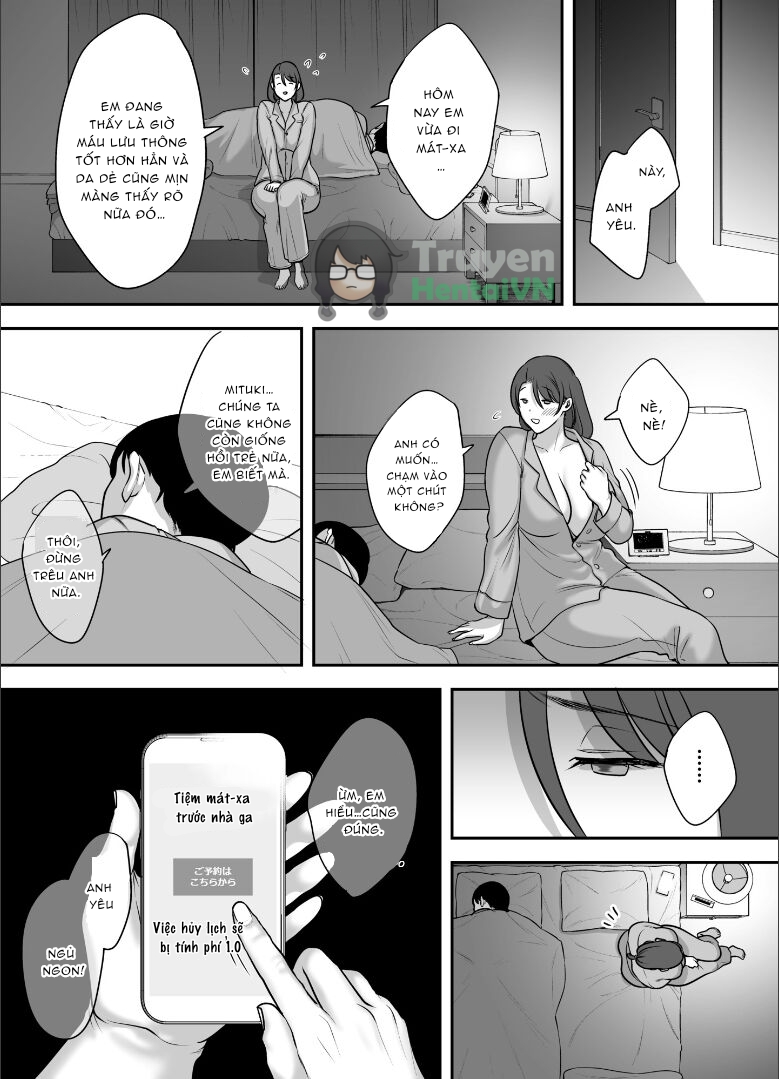 NÀY,
ANH
YÊU.
HÔM
NAY EM
VỪA ĐI
MÁT-XA
...
EM ĐANG
THẤY LÀ GIỜ
MÁU LƯU THÔNG
TỐT HƠN HẲN VÀ
DA DẺ CŨNG MỊN
MÀNG THẤY RÕ
NỮA ĐÓ...
Truyen
HentaiVN
NÈ,
NÈ!
ANH CÓ
MUỐN...
CHẠM VÀO
MỘT CHÚT
KHÔNG?
MITUKI...
CHÚNG TA
CŨNG KHÔNG
CÒN GIỐNG
HỒI TRẺ NỮA,
EM BIẾT MÀ.
THÔI,
ĐỪNG
TRÊU ANH
NỮA.
......
ỪM, EM
HIỂU...CŨNG
ĐÚNG.
Tiệm mát-xa
trước nhà ga
ご予約は
こちらから
Việc hủy lịch sẽ
bị tính phí 1.0
ANH
YÊU
NGỦ
NGON!